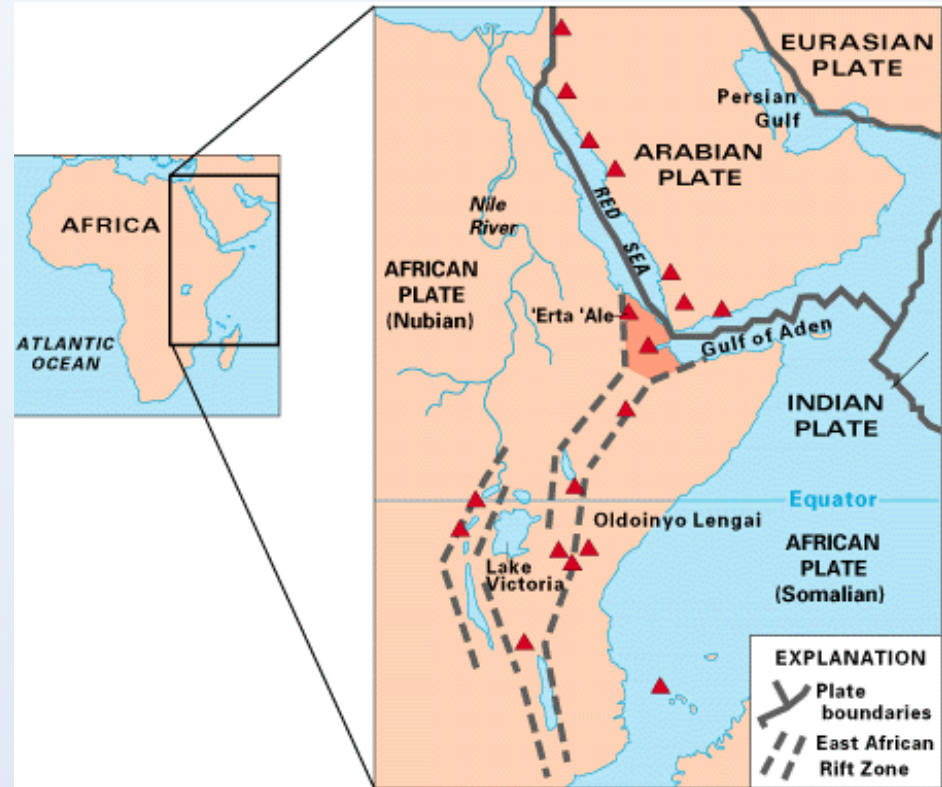 AFRICA
ATLANTIC
OCEAN
EURASIAN
PLATE
Persian
Gulf
ARABIAN
PLATE
Nile
River
RED
SEA
AFRICAN
PLATE
(Nubian)
'Erta 'Ale
Gulf of Aden
INDIAN
PLATE
Equator
Oldoinyo Lengai
AFRICAN
PLATE
(Somalian)
Lake
Victoria
EXPLANATION
Plate
boundaries
East African
Rift Zone